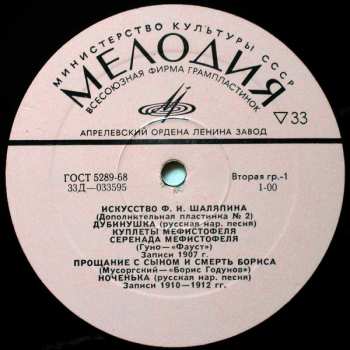 МИНИСТЕРСТВО КУЛЬТУРЫ СССР
МЕЛОДИЯ
ВСЕСОЮЗНАЯ ФИРМА ГРАМПЛАСТИНОК
▽33
АПРЕЛЕВСКИЙ ОРДЕНА ЛЕНИНА ЗАВОД
ГОСТ 5289-68
33Д—033595
Вторая гр.-1
1-00
ИСКУССТВО Ф. И. ШАЛЯПИНА
(Дополнительная пластинка № 2)
ДУБИНУШКА (русская нар. песня)
КУПЛЕТЫ МЕФИСТОФЕЛЯ
СЕРЕНАДА МЕФИСТОФЕЛЯ
(Гуно—«Фауст»)
Записи 1907 г.
ПРОЩАНИЕ С СЫНОМ И СМЕРТЬ БОРИСА
(Мусоргский—«Борис Годунов»)
НОЧЕНЬКА (русская нар. песня)
Записи 1910—1912 гг.